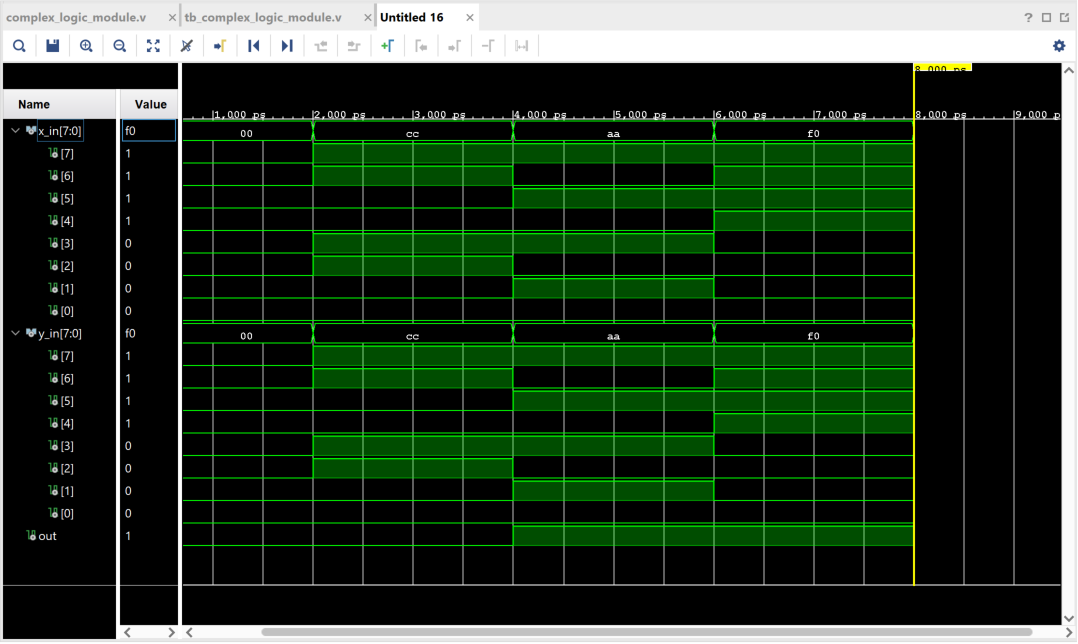 complex_logic_module.v × tb_complex_logic_module.v × Untitled 16 ×
8,000 ps
Name Value
1,000 ps 2,000 ps 3,000 ps 4,000 ps 5,000 ps 6,000 ps 7,000 ps 8,000 ps 9,000 p
x_in[7:0] f0 00 cc aa f0
[7] 1
[6] 1
[5] 1
[4] 1
[3] 0
[2] 0
[1] 0
[0] 0
y_in[7:0] f0 00 cc aa f0
[7] 1
[6] 1
[5] 1
[4] 1
[3] 0
[2] 0
[1] 0
[0] 0
out 1